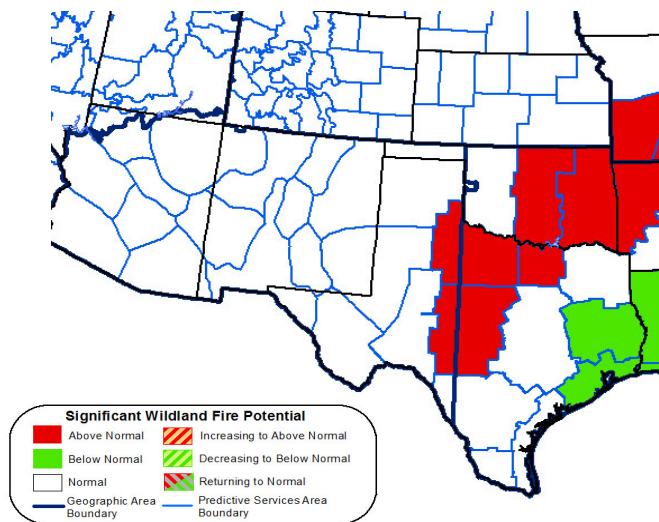 Significant Wildland Fire Potential
Above Normal
Increasing to Above Normal
Below Normal
Decreasing to Below Normal
Normal
Returning to Normal
Geographic Area
Boundary
Predictive Services Area
Boundary